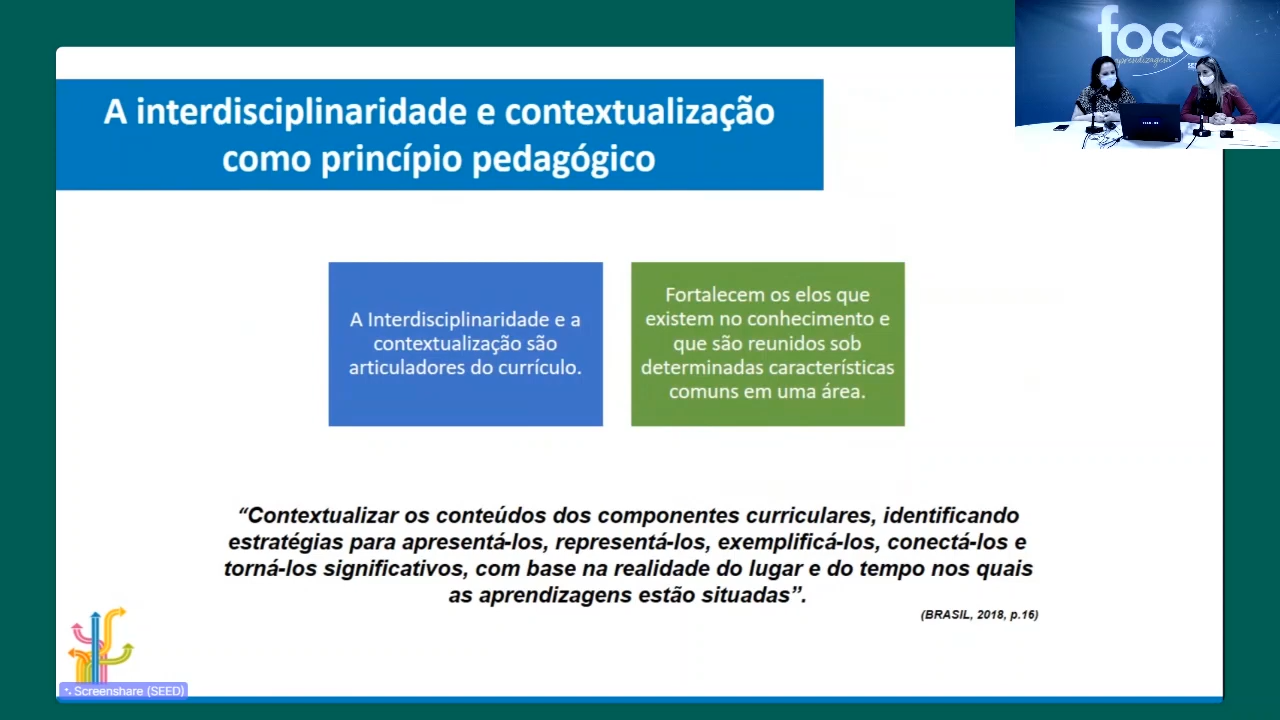 A interdisciplinaridade e contextualização
como princípio pedagógico
A Interdisciplinaridade e a
contextualização são
articuladores do currículo.
Fortalecem os elos que
existem no conhecimento e
que são reunidos sob
determinadas características
comuns em uma área.
“Contextualizar os conteúdos dos componentes curriculares, identificando
estratégias para apresentá-los, representá-los, exemplificá-los, conectá-los e
torná-los significativos, com base na realidade do lugar e do tempo nos quais
as aprendizagens estão situadas”.
(BRASIL, 2018, p.16)
Screenshare (SEED)